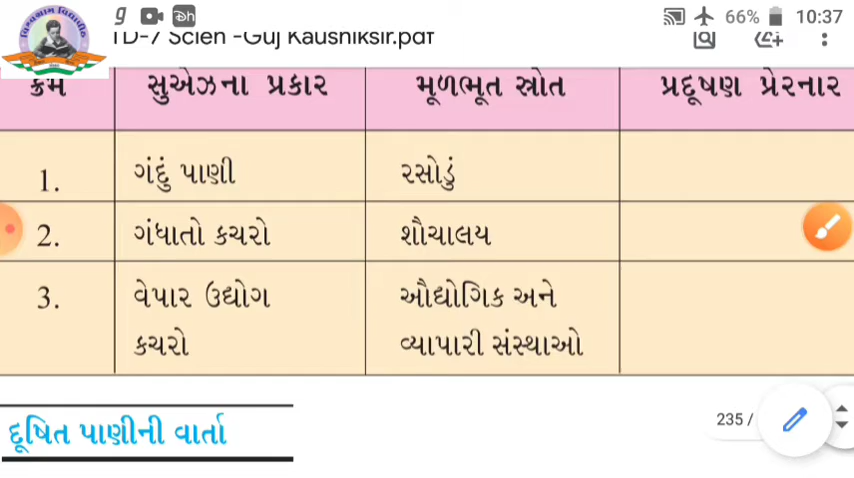 66% 10:37
TD-7 Scien -Guj Kausniksir.pdf
ક્રમ સુએઝના પ્રકાર મૂળભૂત સ્રોત પ્રદૂષણ પ્રેરનાર
1. ગંદું પાણી રસોડું
2. ગંધાતો કચરો શૌચાલય
3. વેપાર ઉદ્યોગ ઔદ્યોગિક અને
કચરો વ્યાપારી સંસ્થાઓ
235 /
દૂષિત પાણીની વાર્તા